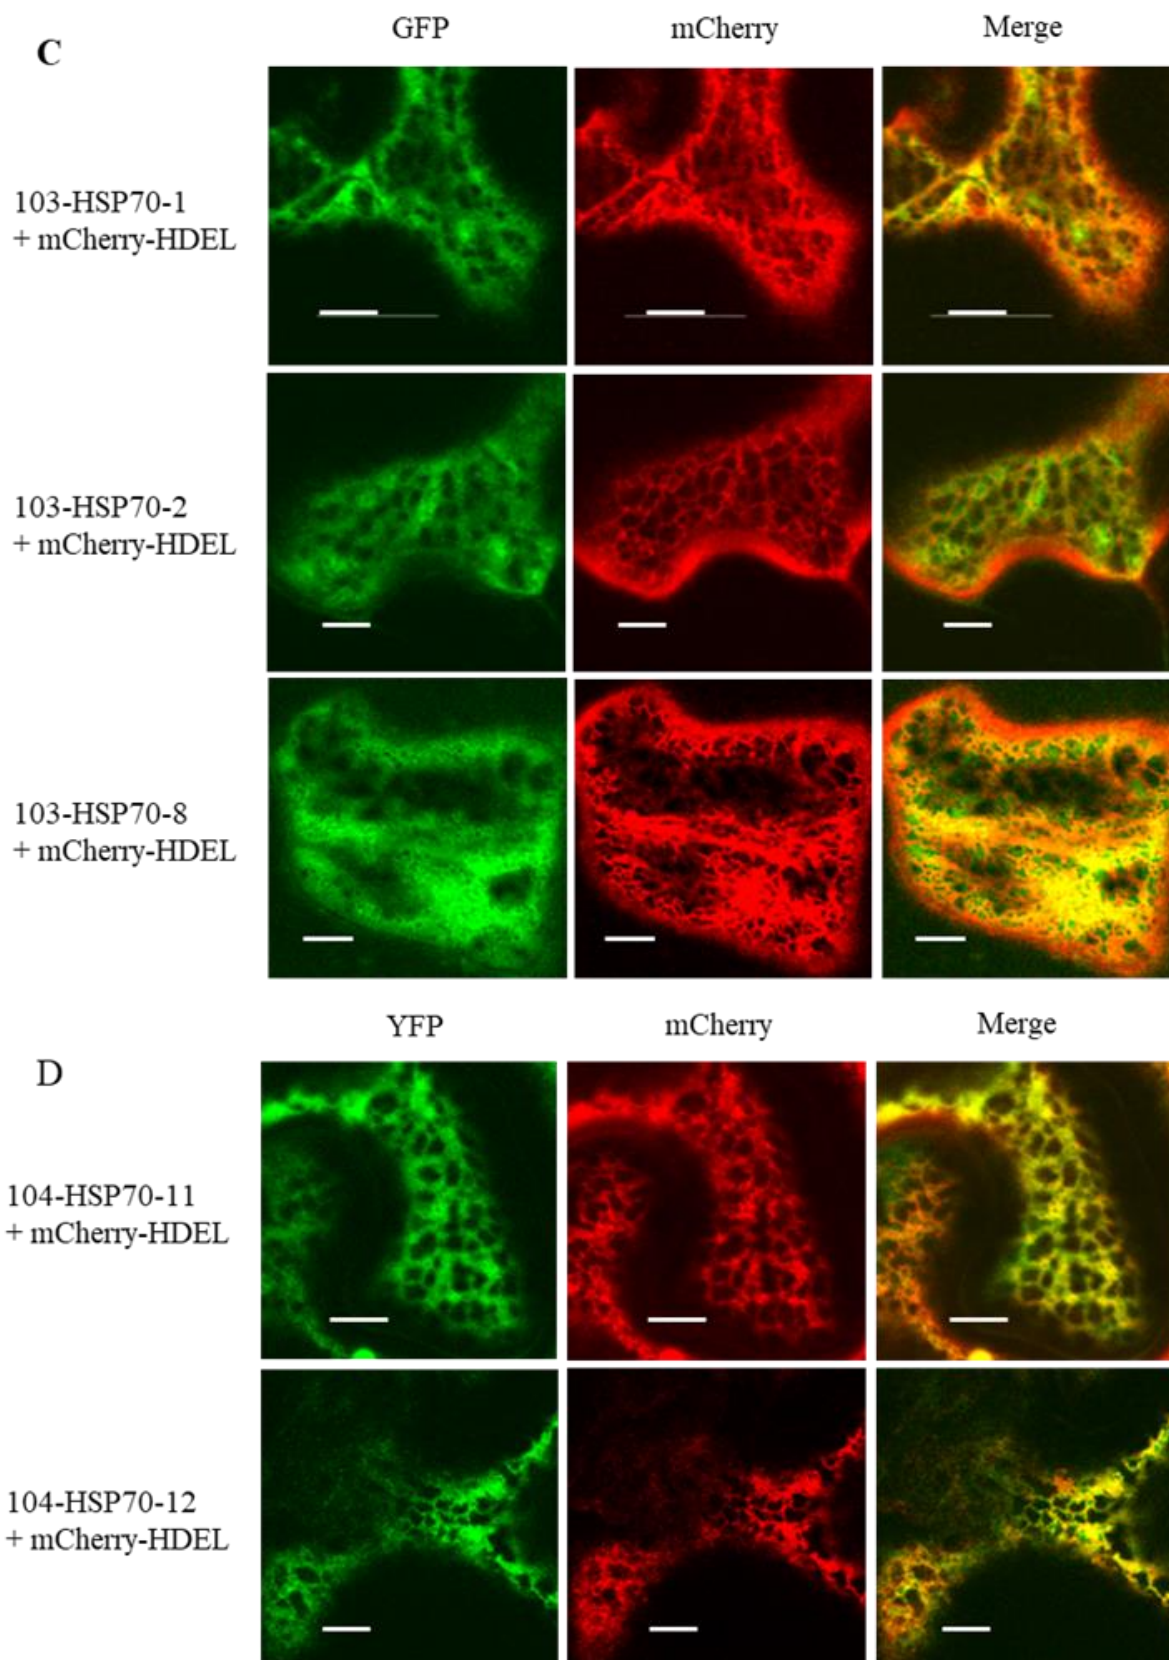 C
GFP mCherry Merge
103-HSP70-1
+ mCherry-HDEL
103-HSP70-2
+ mCherry-HDEL
103-HSP70-8
+ mCherry-HDEL
YFP mCherry Merge
D
104-HSP70-11
+ mCherry-HDEL
104-HSP70-12
+ mCherry-HDEL